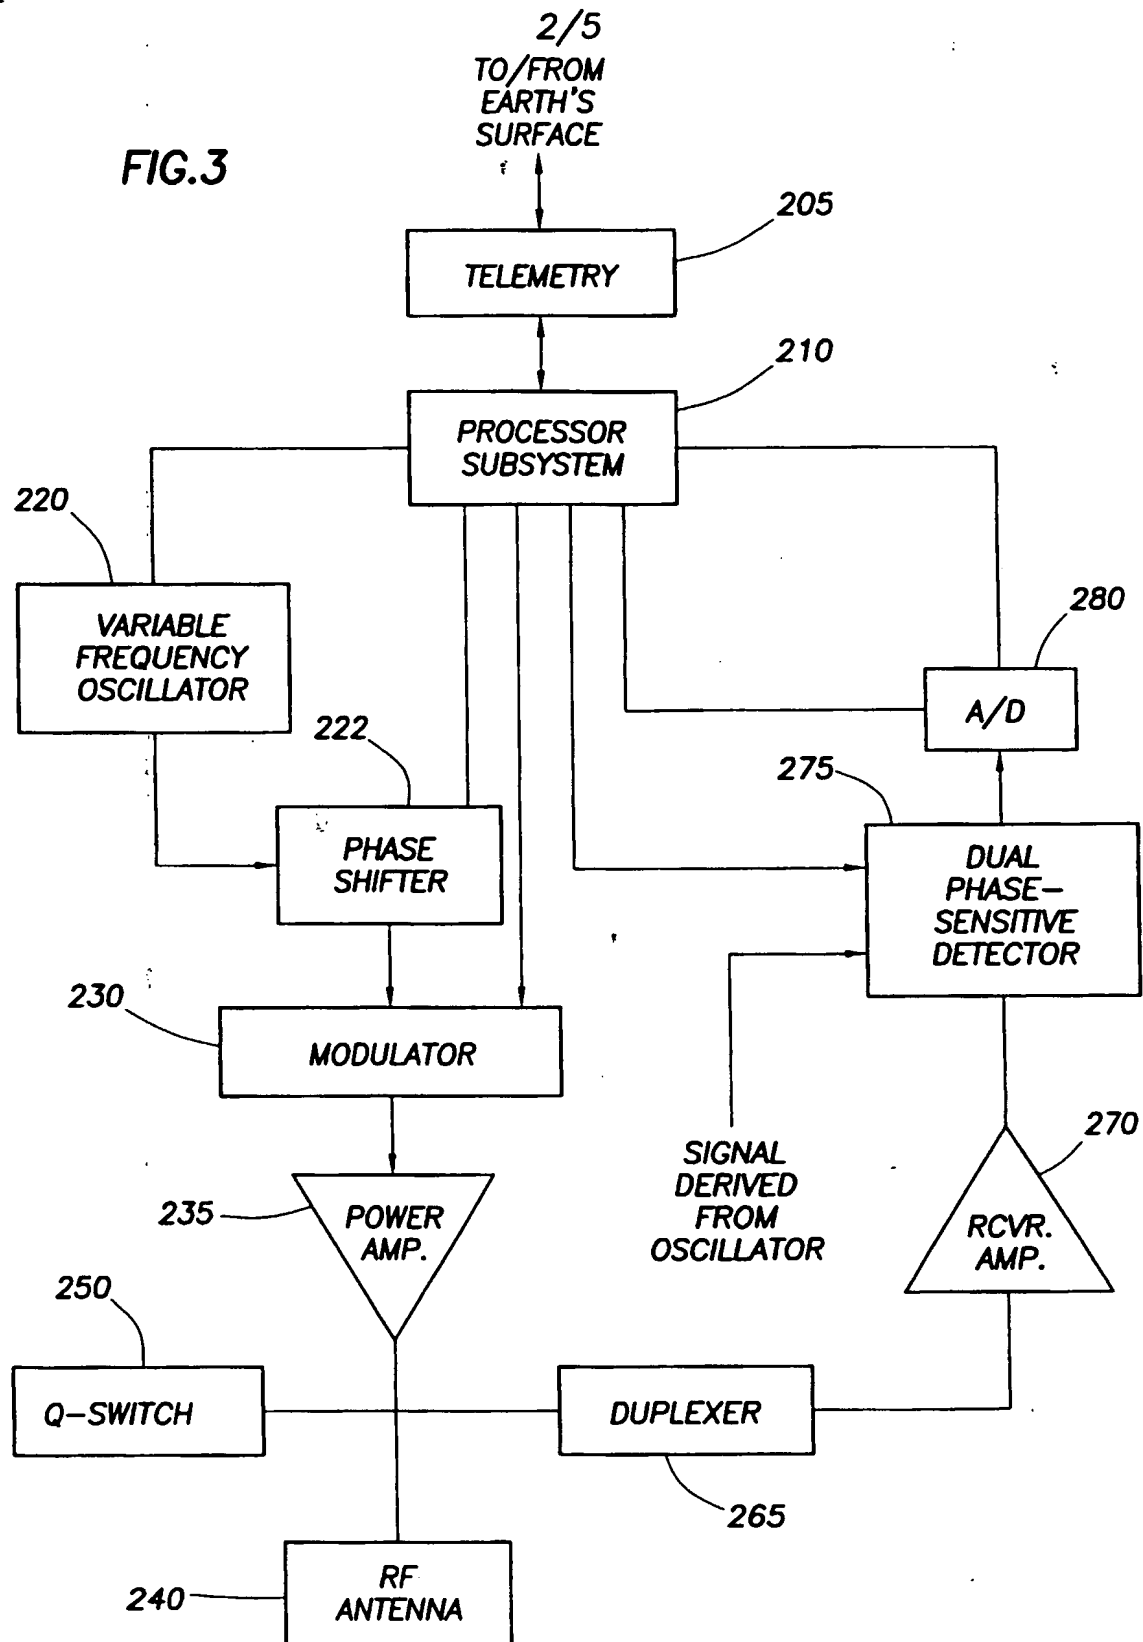 2/5
TO/FROM
EARTH'S
SURFACE
FIG.3
205
TELEMETRY
210
PROCESSOR
SUBSYSTEM
220
VARIABLE
FREQUENCY
OSCILLATOR
280
A/D
222
PHASE
SHIFTER
275
DUAL
PHASE-
SENSITIVE
DETECTOR
230
MODULATOR
270
RCVR.
AMP.
SIGNAL
DERIVED
FROM
OSCILLATOR
235
POWER
AMP.
250
Q-SWITCH
DUPLEXER
265
240
RF
ANTENNA